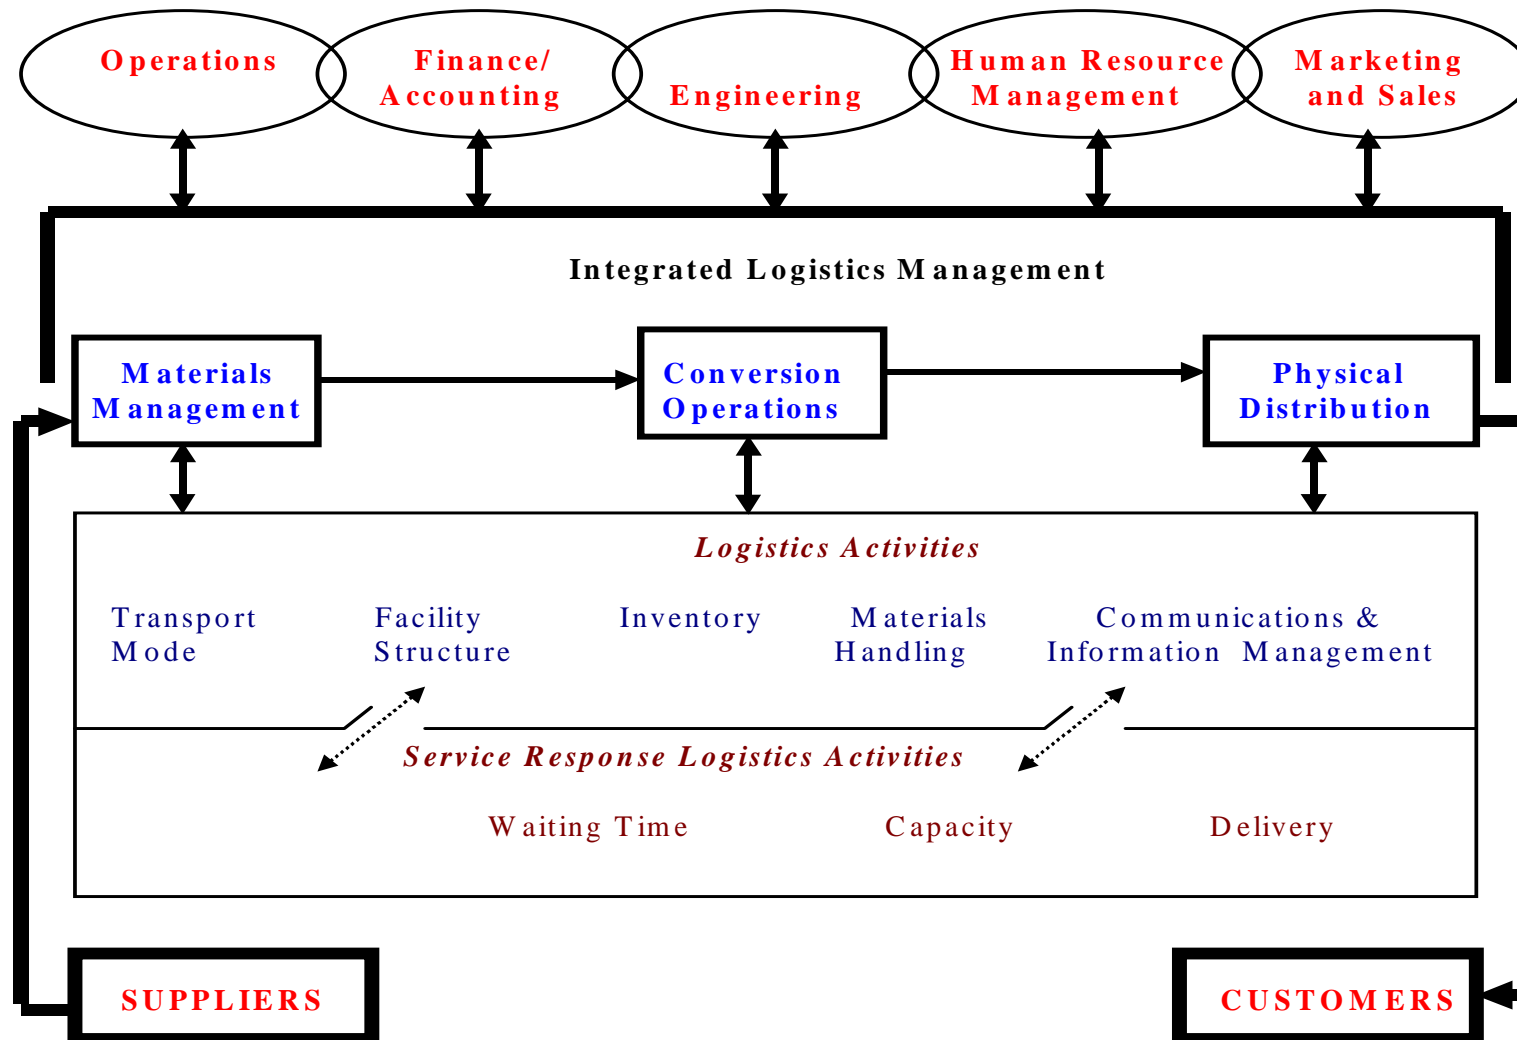 Operations
Finance/
Accounting
Engineering
Human Resource
Management
Marketing
and Sales
Integrated Logistics Management
Materials
Management
Conversion
Operations
Physical
Distribution
Logistics Activities
Transport
Mode
Facility
Structure
Inventory
Materials
Handling
Communications &
Information Management
Service Response Logistics Activities
Waiting Time
Capacity
Delivery
SUPPLIERS
CUSTOMERS